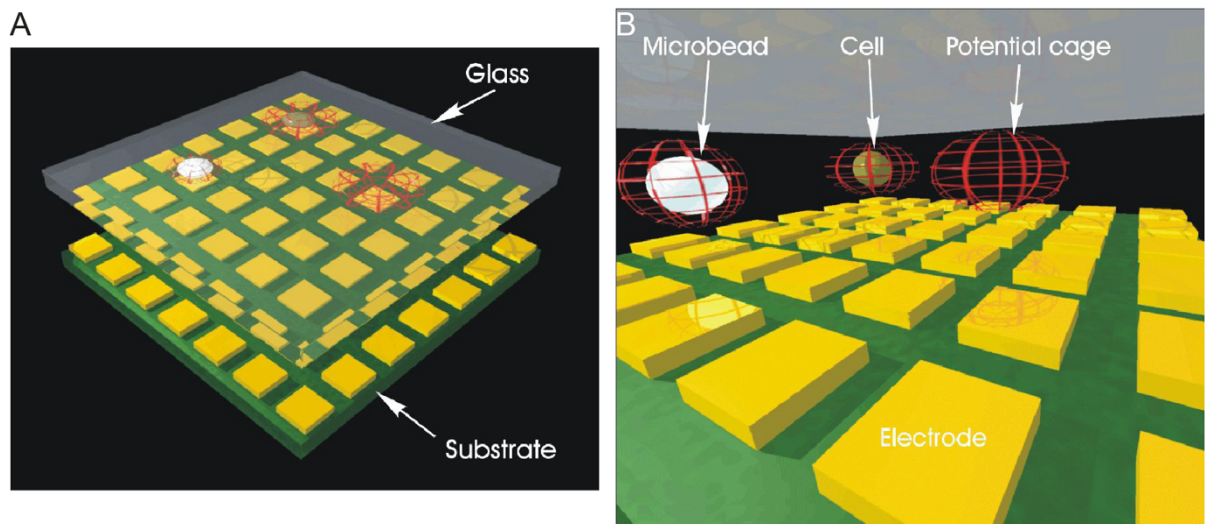 A
Glass
Substrate
B
Microbead
Cell
Potential cage
Electrode